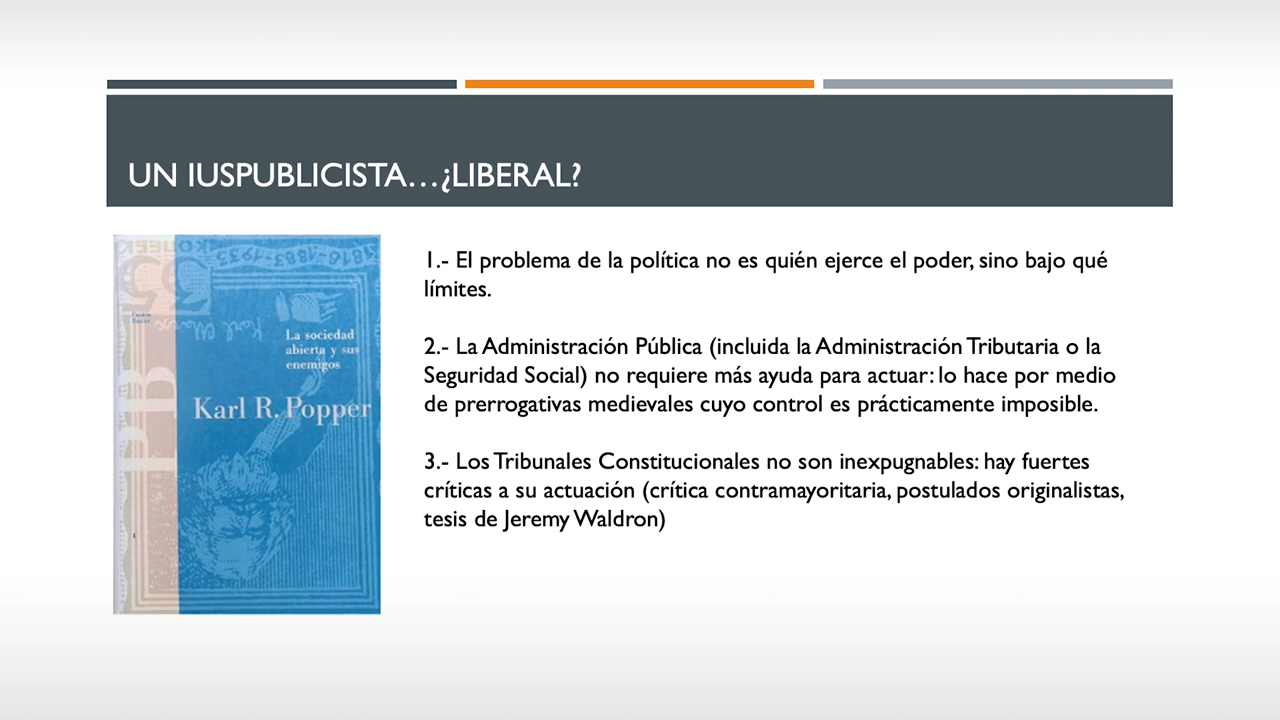 UN IUSPUBLICISTA…¿LIBERAL?
La sociedad
abierta y sus
enemigos
Karl R. Popper
1.- El problema de la política no es quién ejerce el poder, sino bajo qué
límites.
2.- La Administración Pública (incluida la Administración Tributaria o la
Seguridad Social) no requiere más ayuda para actuar: lo hace por medio
de prerrogativas medievales cuyo control es prácticamente imposible.
3.- Los Tribunales Constitucionales no son inexpugnables: hay fuertes
críticas a su actuación (crítica contramayoritaria, postulados originalistas,
tesis de Jeremy Waldron)